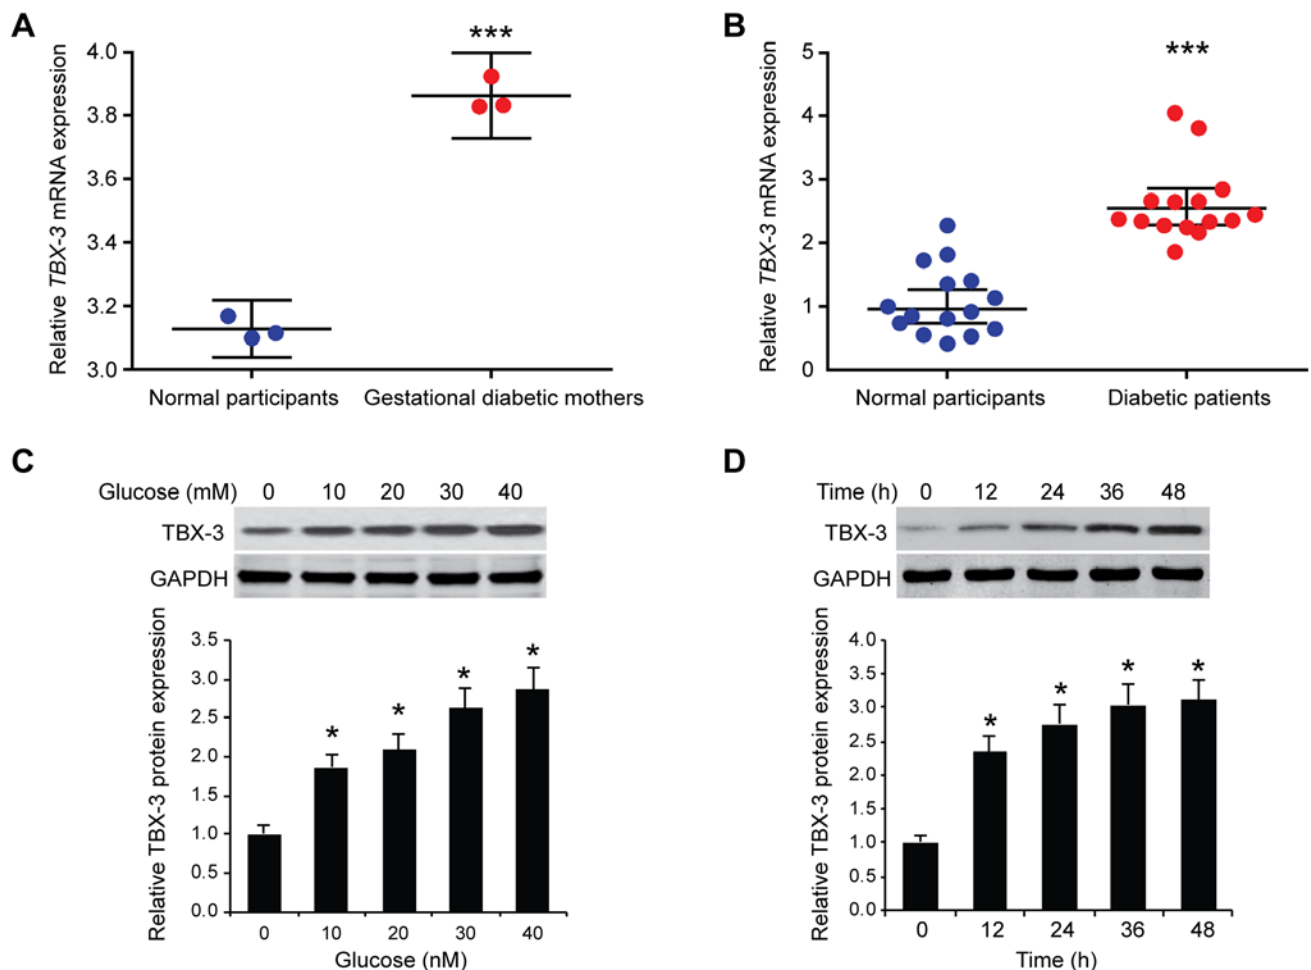 A
***
4.0
3.8
3.6
3.4
3.2
3.0
Relative TBX-3 mRNA expression
Normal participants
Gestational diabetic mothers
B
***
5
4
3
2
1
0
Relative TBX-3 mRNA expression
Normal participants
Diabetic patients
C
Glucose (mM) 0 10 20 30 40
TBX-3
GAPDH
3.5
3.0
2.5
2.0
1.5
1.0
0.5
0.0
Relative TBX-3 protein expression
* * * *
0 10 20 30 40
Glucose (nM)
D
Time (h) 0 12 24 36 48
TBX-3
GAPDH
4.0
3.5
3.0
2.5
2.0
1.5
1.0
0.5
0.0
Relative TBX-3 protein expression
* * * *
0 12 24 36 48
Time (h)